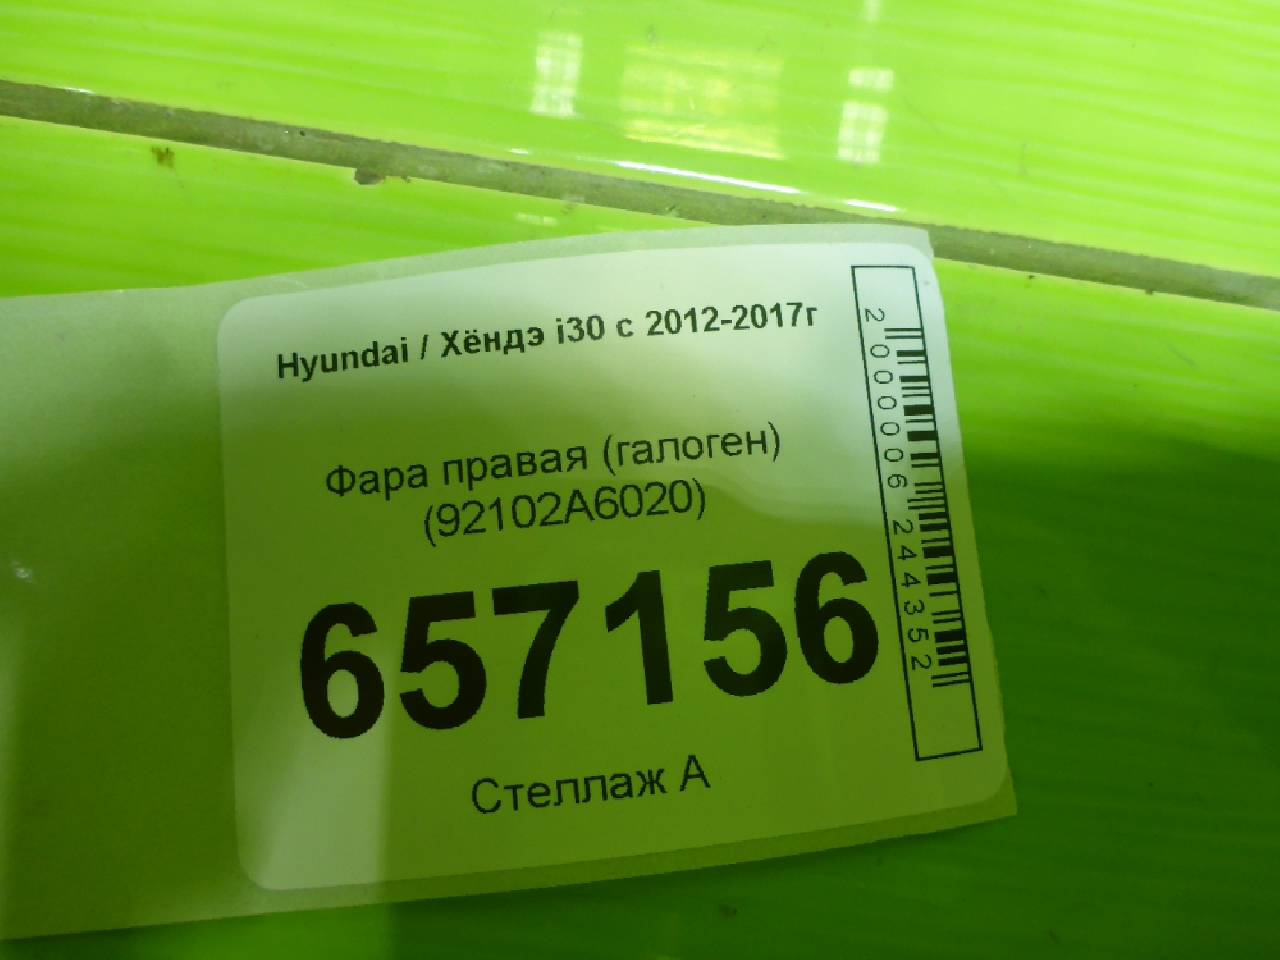 Hyundai / Хёндэ i30 с 2012-2017г
Фара правая (галоген)
(92102A6020)
657156
Стеллаж А
2000006244352